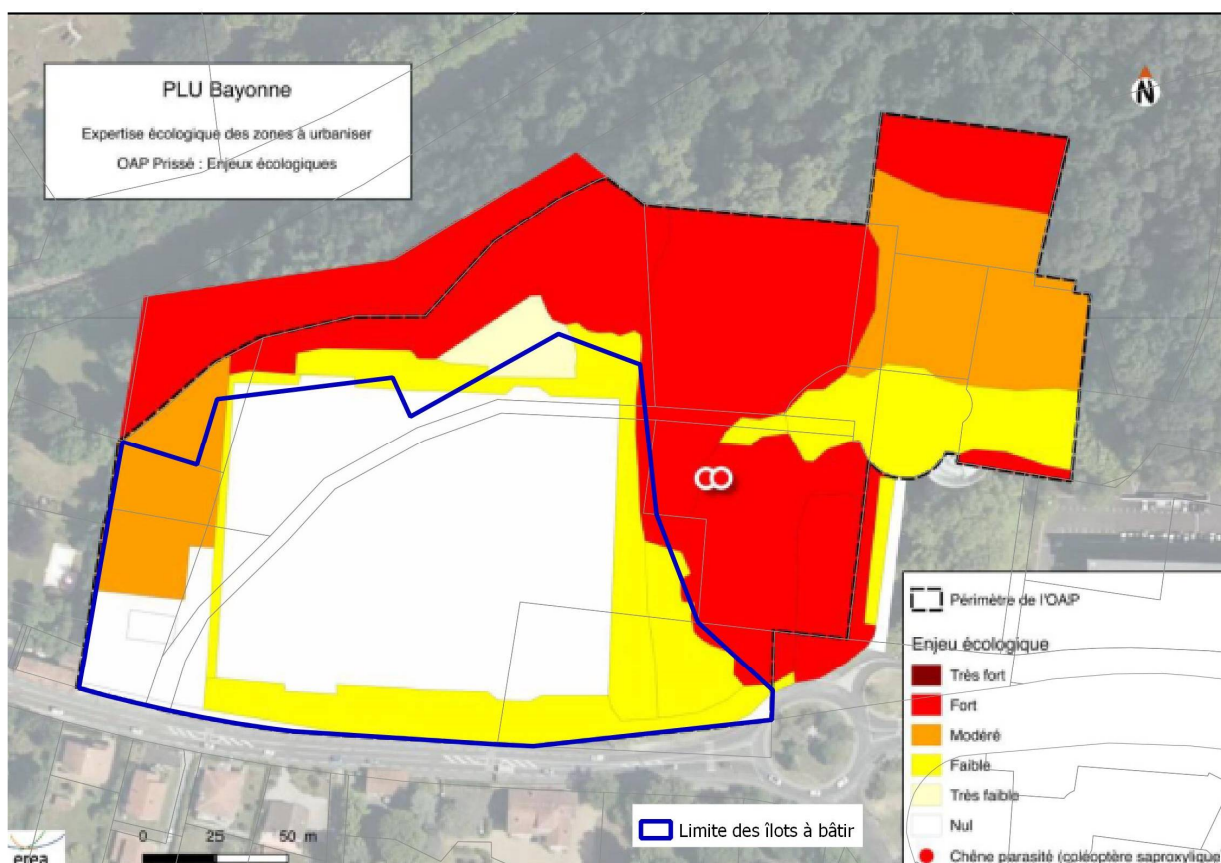 PLU Bayonne
Expertise écologique des zones à urbaniser
OAP Prissé : Enjeux écologiques
N
Périmètre de l'OAP
Enjeu écologique
Très fort
Fort
Modéré
Faible
Très faible
Nul
Chêne parasité (coléoptère saproxylique
Limite des îlots à bâtir
0 25 50 m
erea